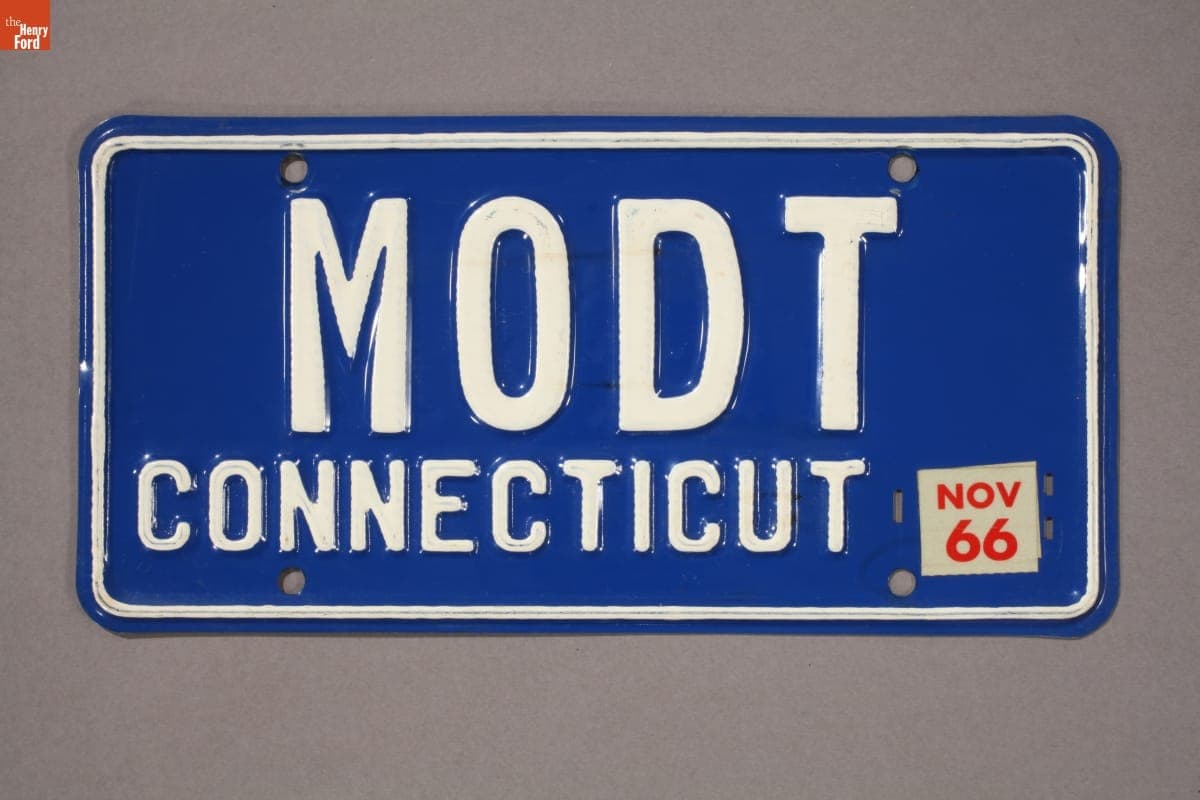 the
Henry
Ford
MODT
CONNECTICUT
NOV
66